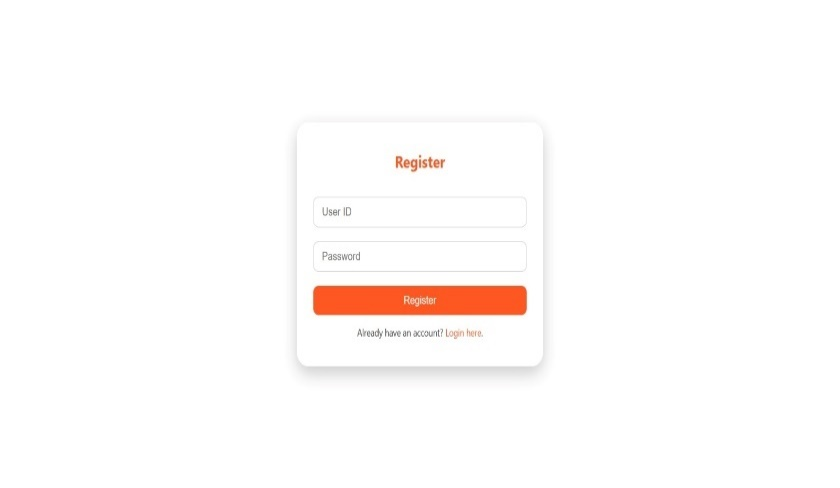 Register
User ID
Password
Register
Already have an account? Login here.